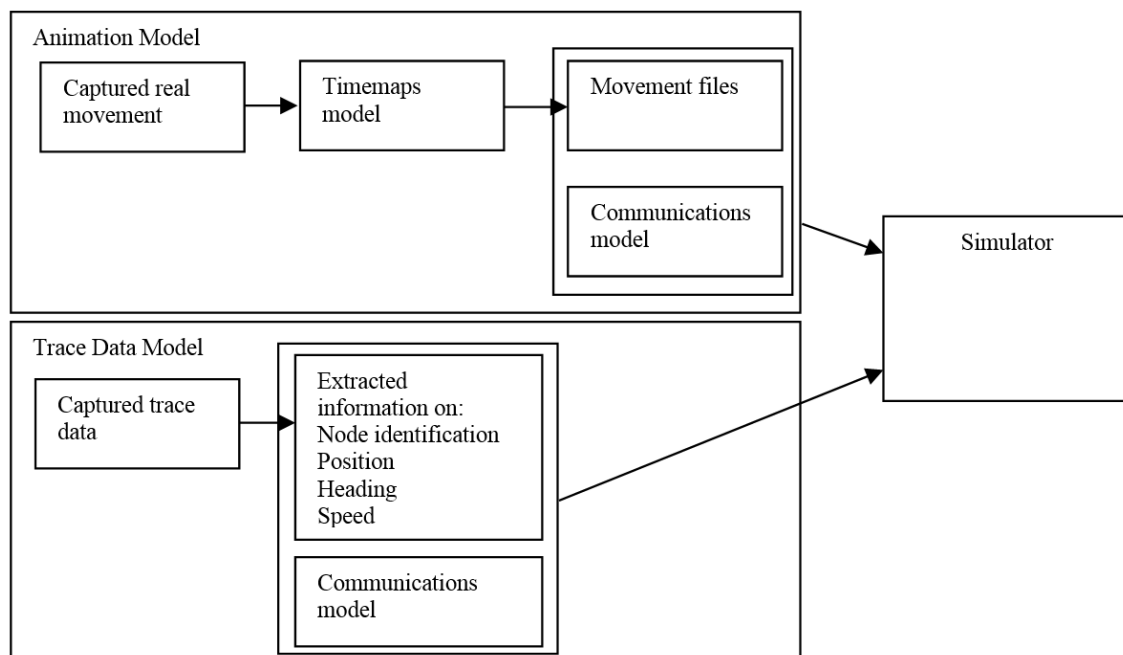 Animation Model
Captured real
movement
Timemaps
model
Movement files
Communications
model
Simulator
Trace Data Model
Captured trace
data
Extracted
information on:
Node identification
Position
Heading
Speed
Communications
model